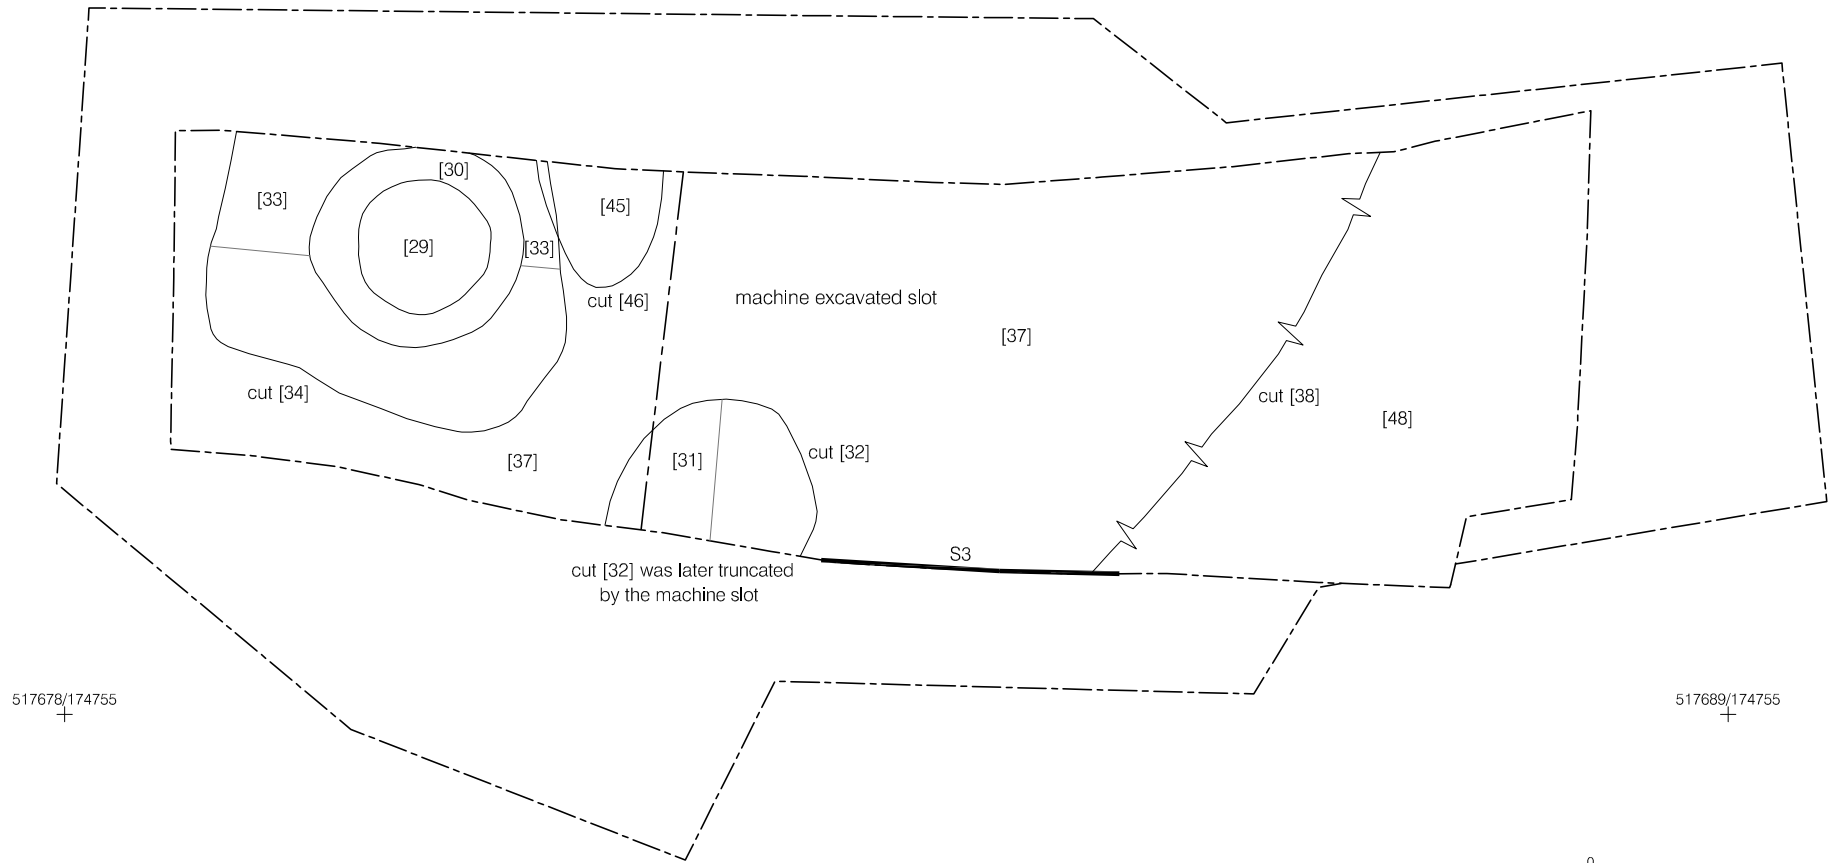 [30]
[33]
[45]
[29]
[33]
cut [46]
machine excavated slot
[37]
cut [34]
cut [38]
[48]
cut [32]
[37]
[31]
S3
cut [32] was later truncated
by the machine slot
517678/174755
517689/174755
0